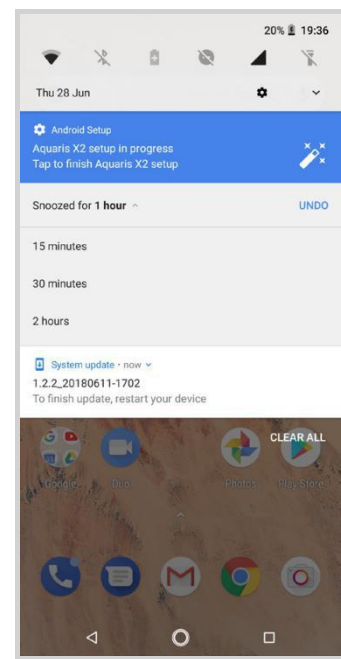 20% 19:36
Thu 28 Jun
Android Setup
Aquaris X2 setup in progress
Tap to finish Aquaris X2 setup
Snoozed for 1 hour UNDO
15 minutes
30 minutes
2 hours
System update • now
1.2.2_20180611-1702
To finish update, restart your device
CLEAR ALL
Google Duo Photos Play Store